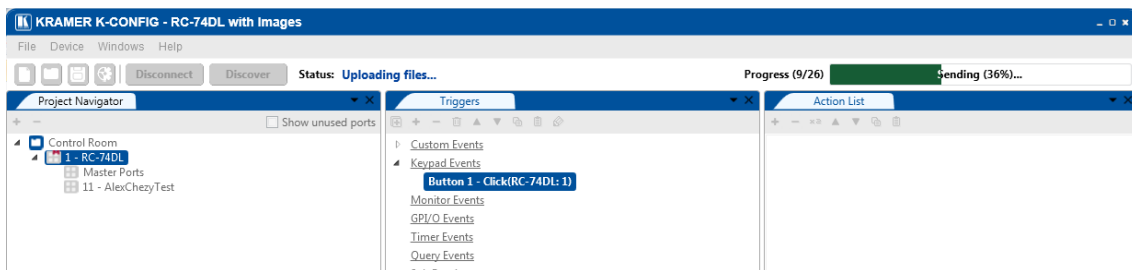 KRAMER K-CONFIG - RC-74DL with Images
File Device Windows Help
Disconnect Discover Status: Uploading files... Progress (9/26) Sending (36%)...
Project Navigator Triggers Action List
Show unused ports
Control Room
1 - RC-74DL
Master Ports
11 - AlexChezyTest
Custom Events
Keypad Events
Button 1 - Click(RC-74DL: 1)
Monitor Events
GPI/O Events
Timer Events
Query Events